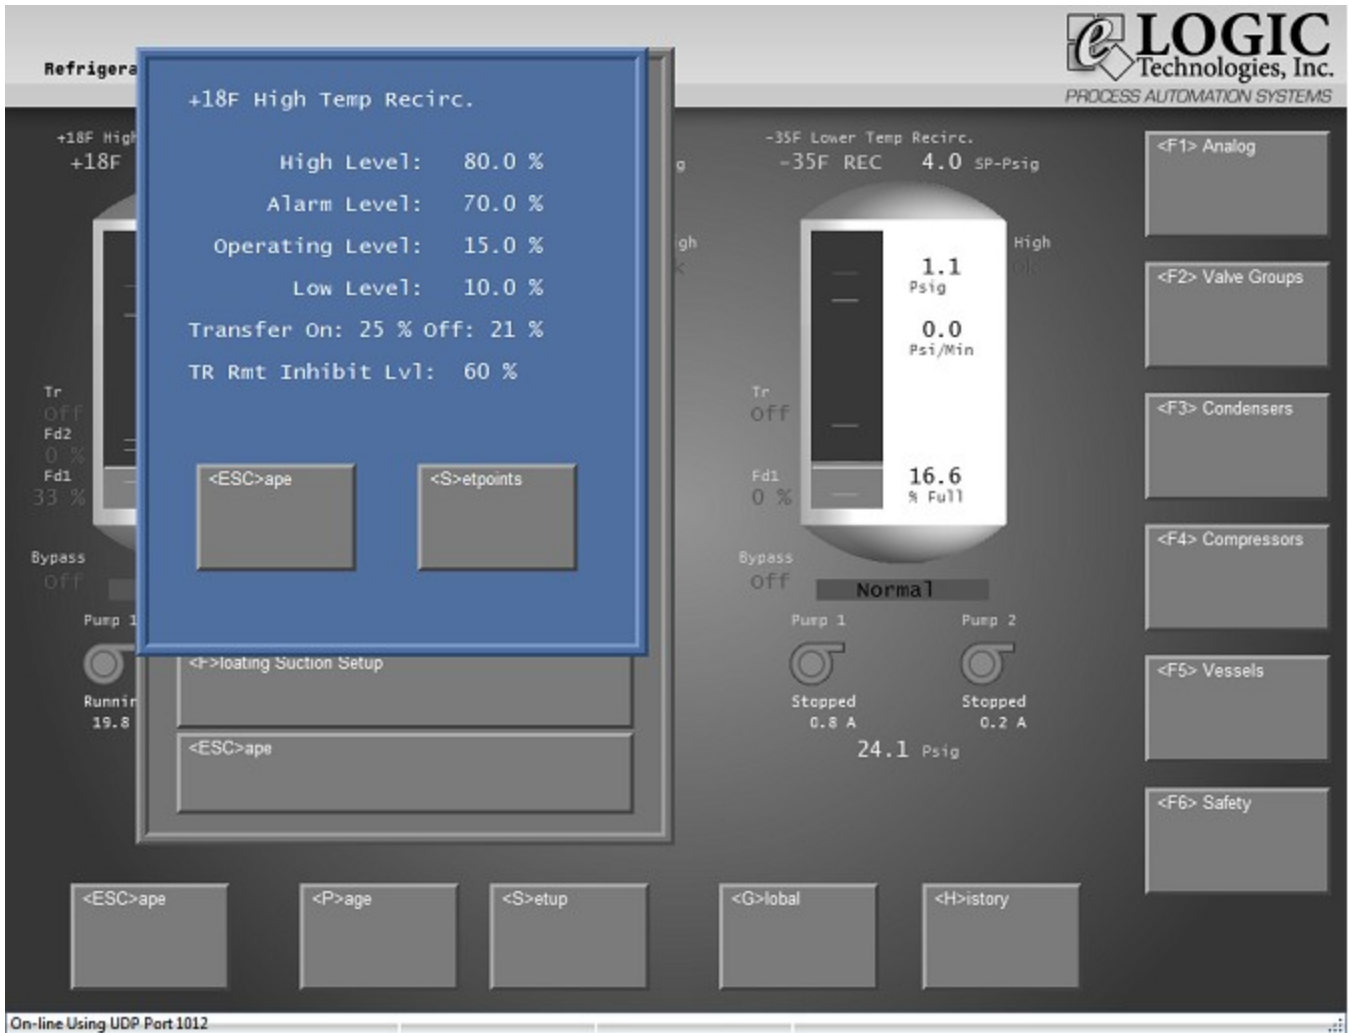 e LOGIC
Technologies, Inc.
PROCESS AUTOMATION SYSTEMS
Refrigera
+18F High Temp Recirc.
High Level: 80.0 %
Alarm Level: 70.0 %
Operating Level: 15.0 %
Low Level: 10.0 %
Transfer On: 25 % Off: 21 %
TR Rmt Inhibit Lvl: 60 %
<ESC>ape
<S>etpoints
<F>loating Suction Setup
<ESC>ape
+18F High
+18F
Tr
Off
Fd2
0 %
Fd1
33 %
Bypass
Off
Pump 1
Runnin
19.8
-35F Lower Temp Recirc.
-35F REC 4.0 SP-Psig
High
Ok
1.1
Psig
0.0
Psi/Min
Tr
Off
Fd1
0 %
16.6
% Full
Bypass
Off
Normal
Pump 1
Pump 2
Stopped
Stopped
0.8 A
0.2 A
24.1 Psig
<F1> Analog
<F2> Valve Groups
<F3> Condensers
<F4> Compressors
<F5> Vessels
<F6> Safety
<ESC>ape
<P>age
<S>etup
<G>lobal
<H>istory
On-line Using UDP Port 1012